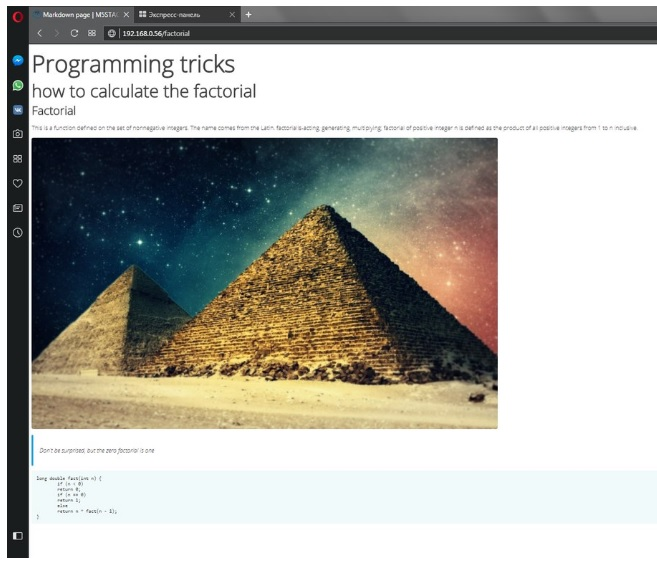 Markdown page | M5STA
Экспресс-панель
192.168.0.56/factorial
Programming tricks
how to calculate the factorial
Factorial
This is a function defined on the set of nonnegative integers. The name comes from the Latin. factorialis-acting, generating, multiplying; factorial of positive integer n is defined as the product of all positive integers from 1 to n inclusive.
Don't be surprised, but the zero factorial is one
long double fact(int n) {
if (n < 0)
return 0;
if (n == 0)
return 1;
else
return n * fact(n - 1);
}